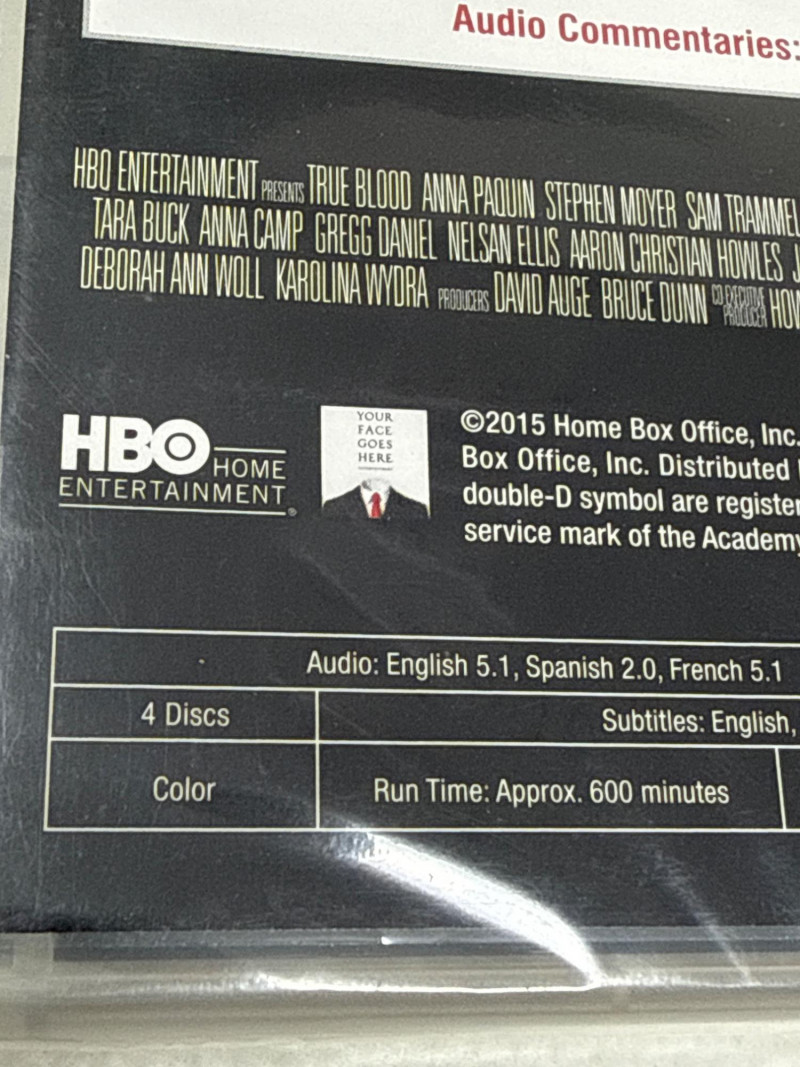 Audio Commentaries:
HBO ENTERTAINMENT PRESENTS TRUE BLOOD ANNA PAQUIN STEPHEN MOYER SAM TRAMMEL
TARA BUCK ANNA CAMP GREGG DANIEL NELSAN ELLIS AARON CHRISTIAN HOWLES J
DEBORAH ANN WOLL KAROLINA WYDRA PRODUCERS DAVID AUGE BRUCE DUNN CO-EXECUTIVE PRODUCER HOW
HBO HOME
ENTERTAINMENT®
YOUR
FACE
GOES
HERE
©2015 Home Box Office, Inc.
Box Office, Inc. Distributed
double-D symbol are register
service mark of the Academy
Audio: English 5.1, Spanish 2.0, French 5.1
4 Discs
Subtitles: English,
Color
Run Time: Approx. 600 minutes